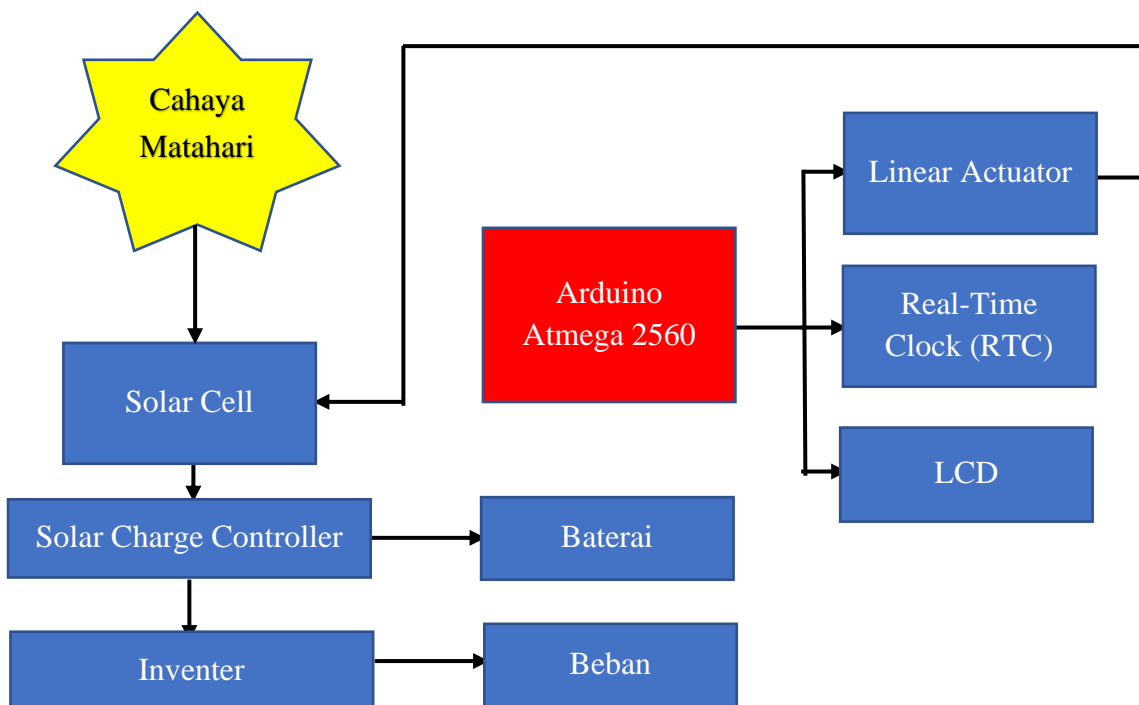 Cahaya
Matahari
Linear Actuator
Arduino
Atmega 2560
Real-Time
Clock (RTC)
Solar Cell
LCD
Solar Charge Controller
Baterai
Inventer
Beban